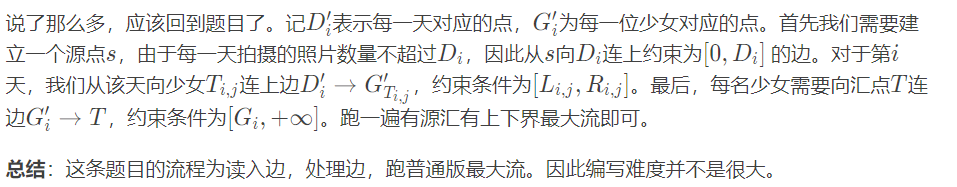 说了那么多，应该回到题目了。记$D_i'$表示每一天对应的点，$G_i'$为每一位少女对应的点。首先我们需要建
立一个源点$s$，由于每一天拍摄的照片数量不超过$D_i$，因此从$s$向$D_i$连上约束为$[0, D_i]$ 的边。对于第$i$
天，我们从该天向少女$T_{i,j}$连上边$D_i' \to G_{T_{i,j}}'$，约束条件为$[L_{i,j}, R_{i,j}]$。最后，每名少女需要向汇点$T$连
边$G_i' \to T$，约束条件为$[G_i, +\infty]$。跑一遍有源汇有上下界最大流即可。
总结：这条题目的流程为读入边，处理边，跑普通版最大流。因此编写难度并不是很大。